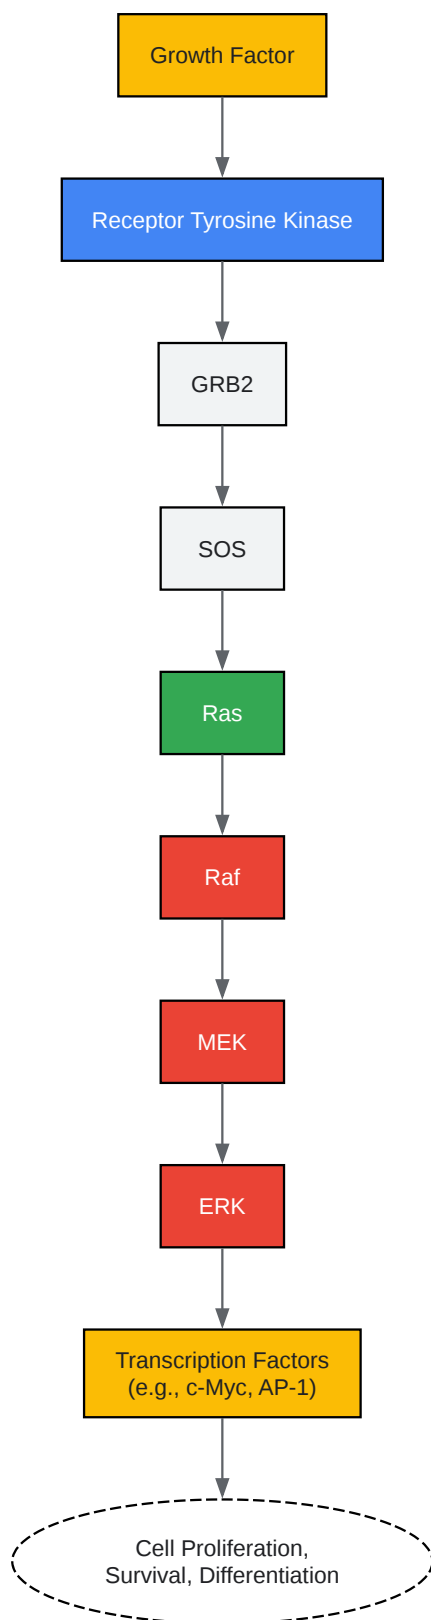 Growth Factor
Receptor Tyrosine Kinase
GRB2
SOS
Ras
Raf
MEK
ERK
Transcription Factors
(e.g., c-Myc, AP-1)
Cell Proliferation,
Survival, Differentiation